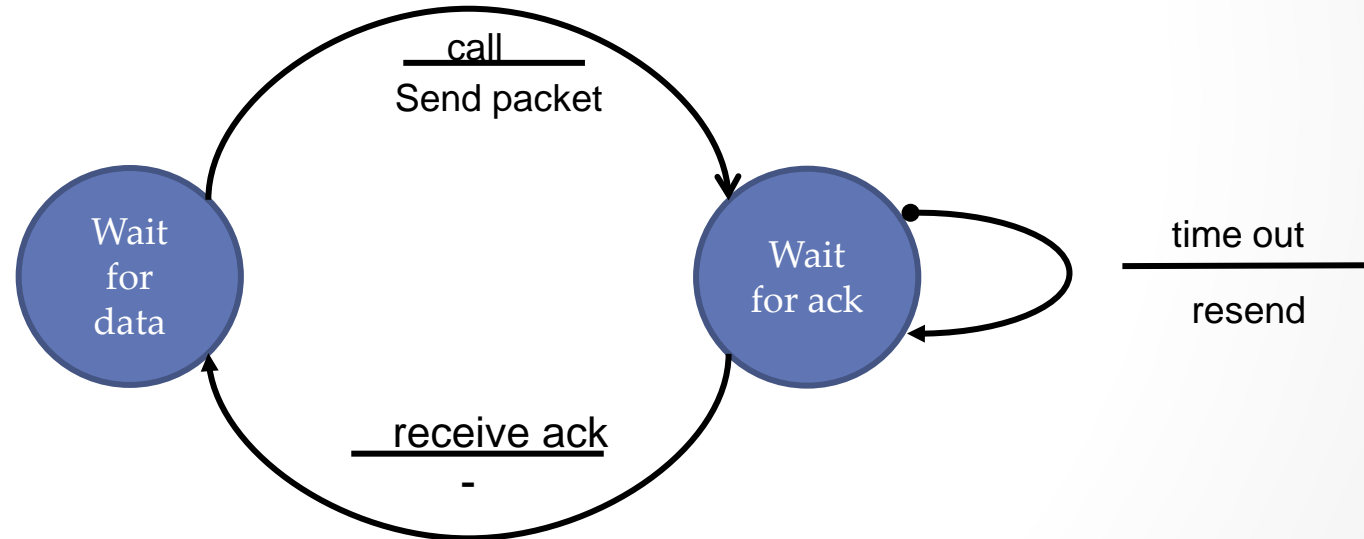 call
Send packet
Wait
for
data
Wait
for ack
time out
resend
receive ack
-